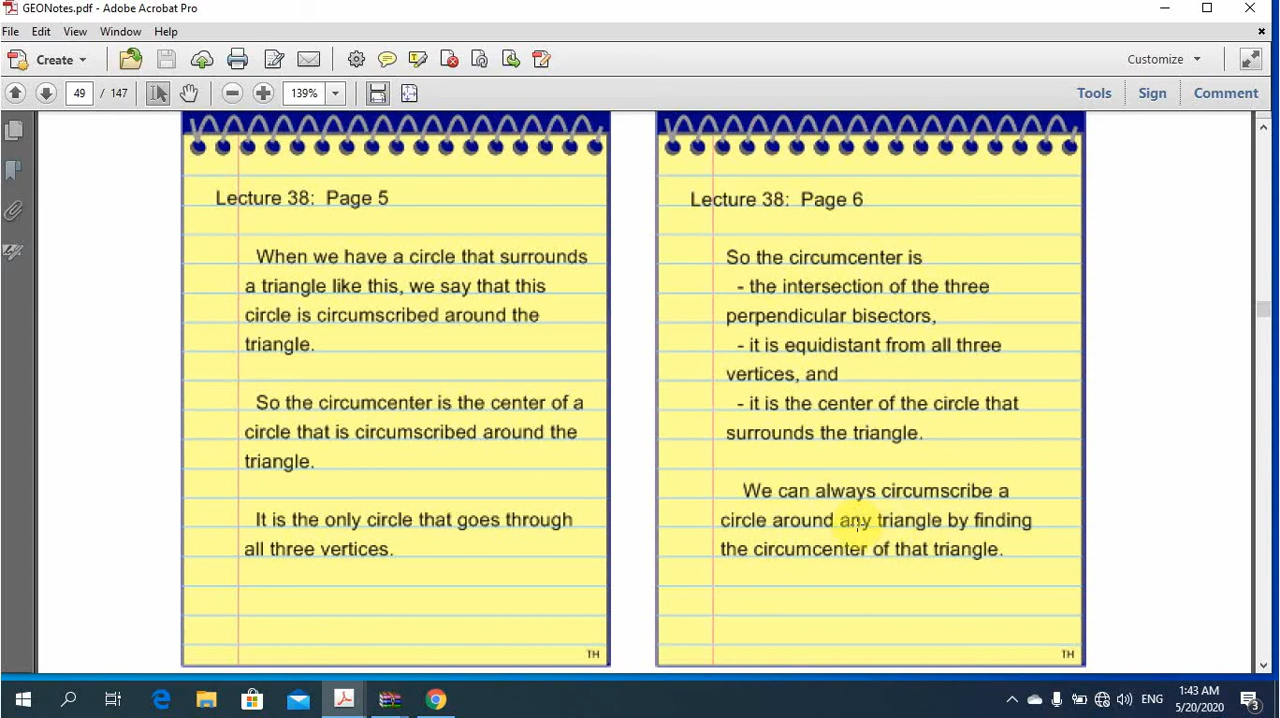 GEONotes.pdf - Adobe Acrobat Pro
File Edit View Window Help
Create
Customize
49 / 147
139%
Tools Sign Comment
Lecture 38: Page 5
When we have a circle that surrounds
a triangle like this, we say that this
circle is circumscribed around the
triangle.
So the circumcenter is the center of a
circle that is circumscribed around the
triangle.
It is the only circle that goes through
all three vertices.
TH
Lecture 38: Page 6
So the circumcenter is
- the intersection of the three
perpendicular bisectors,
- it is equidistant from all three
vertices, and
- it is the center of the circle that
surrounds the triangle.
We can always circumscribe a
circle around any triangle by finding
the circumcenter of that triangle.
TH
ENG
1:43 AM
5/20/2020
3